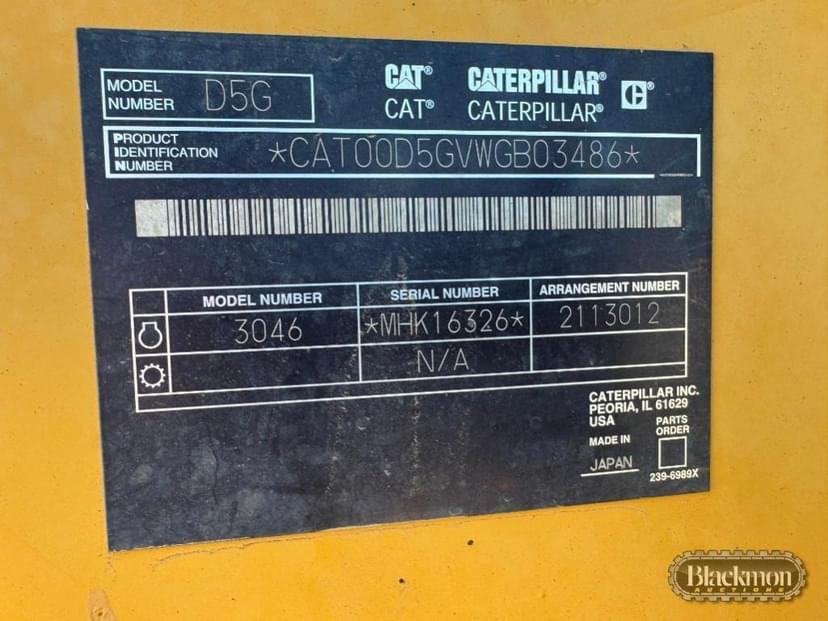 MODEL NUMBER D5G
CAT® CATERPILLAR® C®
CAT® CATERPILLAR®
PRODUCT IDENTIFICATION NUMBER *CAT00D5GVWGB03486*
MODEL NUMBER SERIAL NUMBER ARRANGEMENT NUMBER
3046 *MHK16326* 2113012
N/A
CATERPILLAR INC.
PEORIA, IL 61629
USA
PARTS ORDER
MADE IN
JAPAN
239-6989X
Blackmon
AUCTIONS